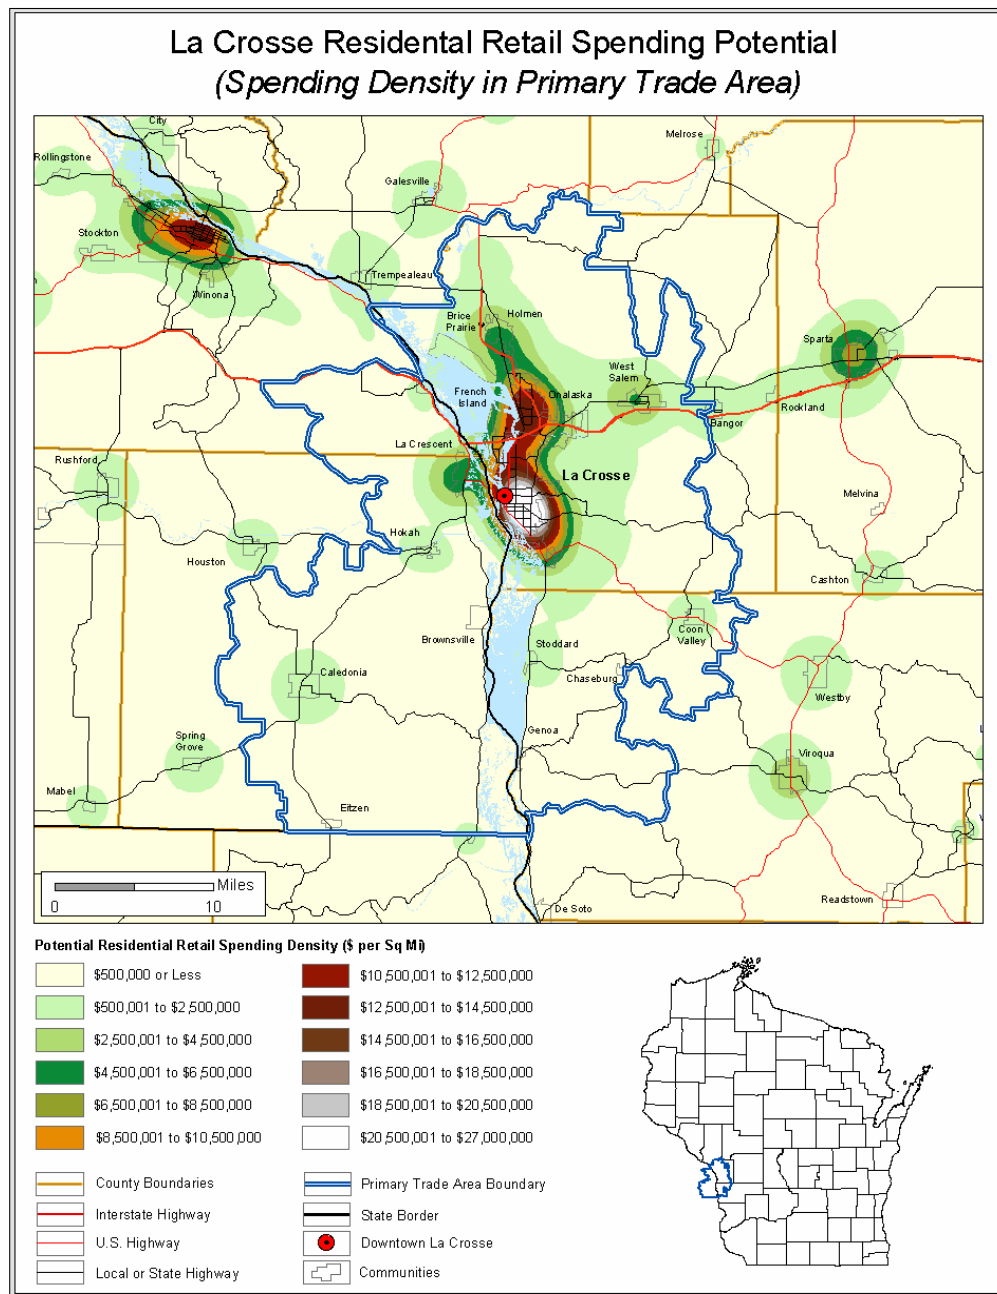 La Crosse Residental Retail Spending Potential
(Spending Density in Primary Trade Area)
City
Melrose
Rollingstone
Galesville
Stockton
Trempealeau
Winona
Brice
Prairie
Holmen
Sparta
West
Salem
French
Island
Onalaska
Rockland
Bangor
La Crescent
Rushford
La Crosse
Melvina
Hokah
Houston
Cashton
Brownsville
Stoddard
Coon
Valley
Caledonia
Chaseburg
Westby
Spring
Grove
Genoa
Viroqua
Mabel
Eitzen
Miles
0
10
De Soto
Readstown
Potential Residential Retail Spending Density ($ per Sq Mi)
$500,000 or Less
$500,001 to $2,500,000
$2,500,001 to $4,500,000
$4,500,001 to $6,500,000
$6,500,001 to $8,500,000
$8,500,001 to $10,500,000
$10,500,001 to $12,500,000
$12,500,001 to $14,500,000
$14,500,001 to $16,500,000
$16,500,001 to $18,500,000
$18,500,001 to $20,500,000
$20,500,001 to $27,000,000
County Boundaries
Interstate Highway
U.S. Highway
Local or State Highway
Primary Trade Area Boundary
State Border
Downtown La Crosse
Communities